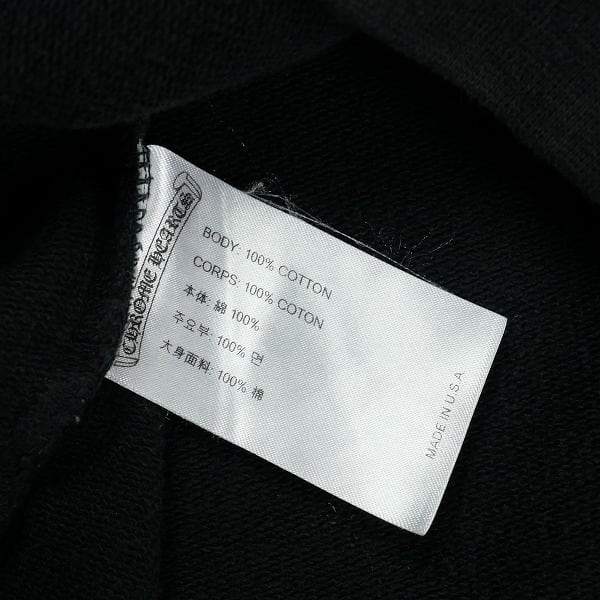 CHROME HEARTS
BODY: 100% COTTON
CORPS: 100% COTON
本体: 綿 100%
주요부: 100% 면
大身面料: 100% 棉
MADE IN U.S.A